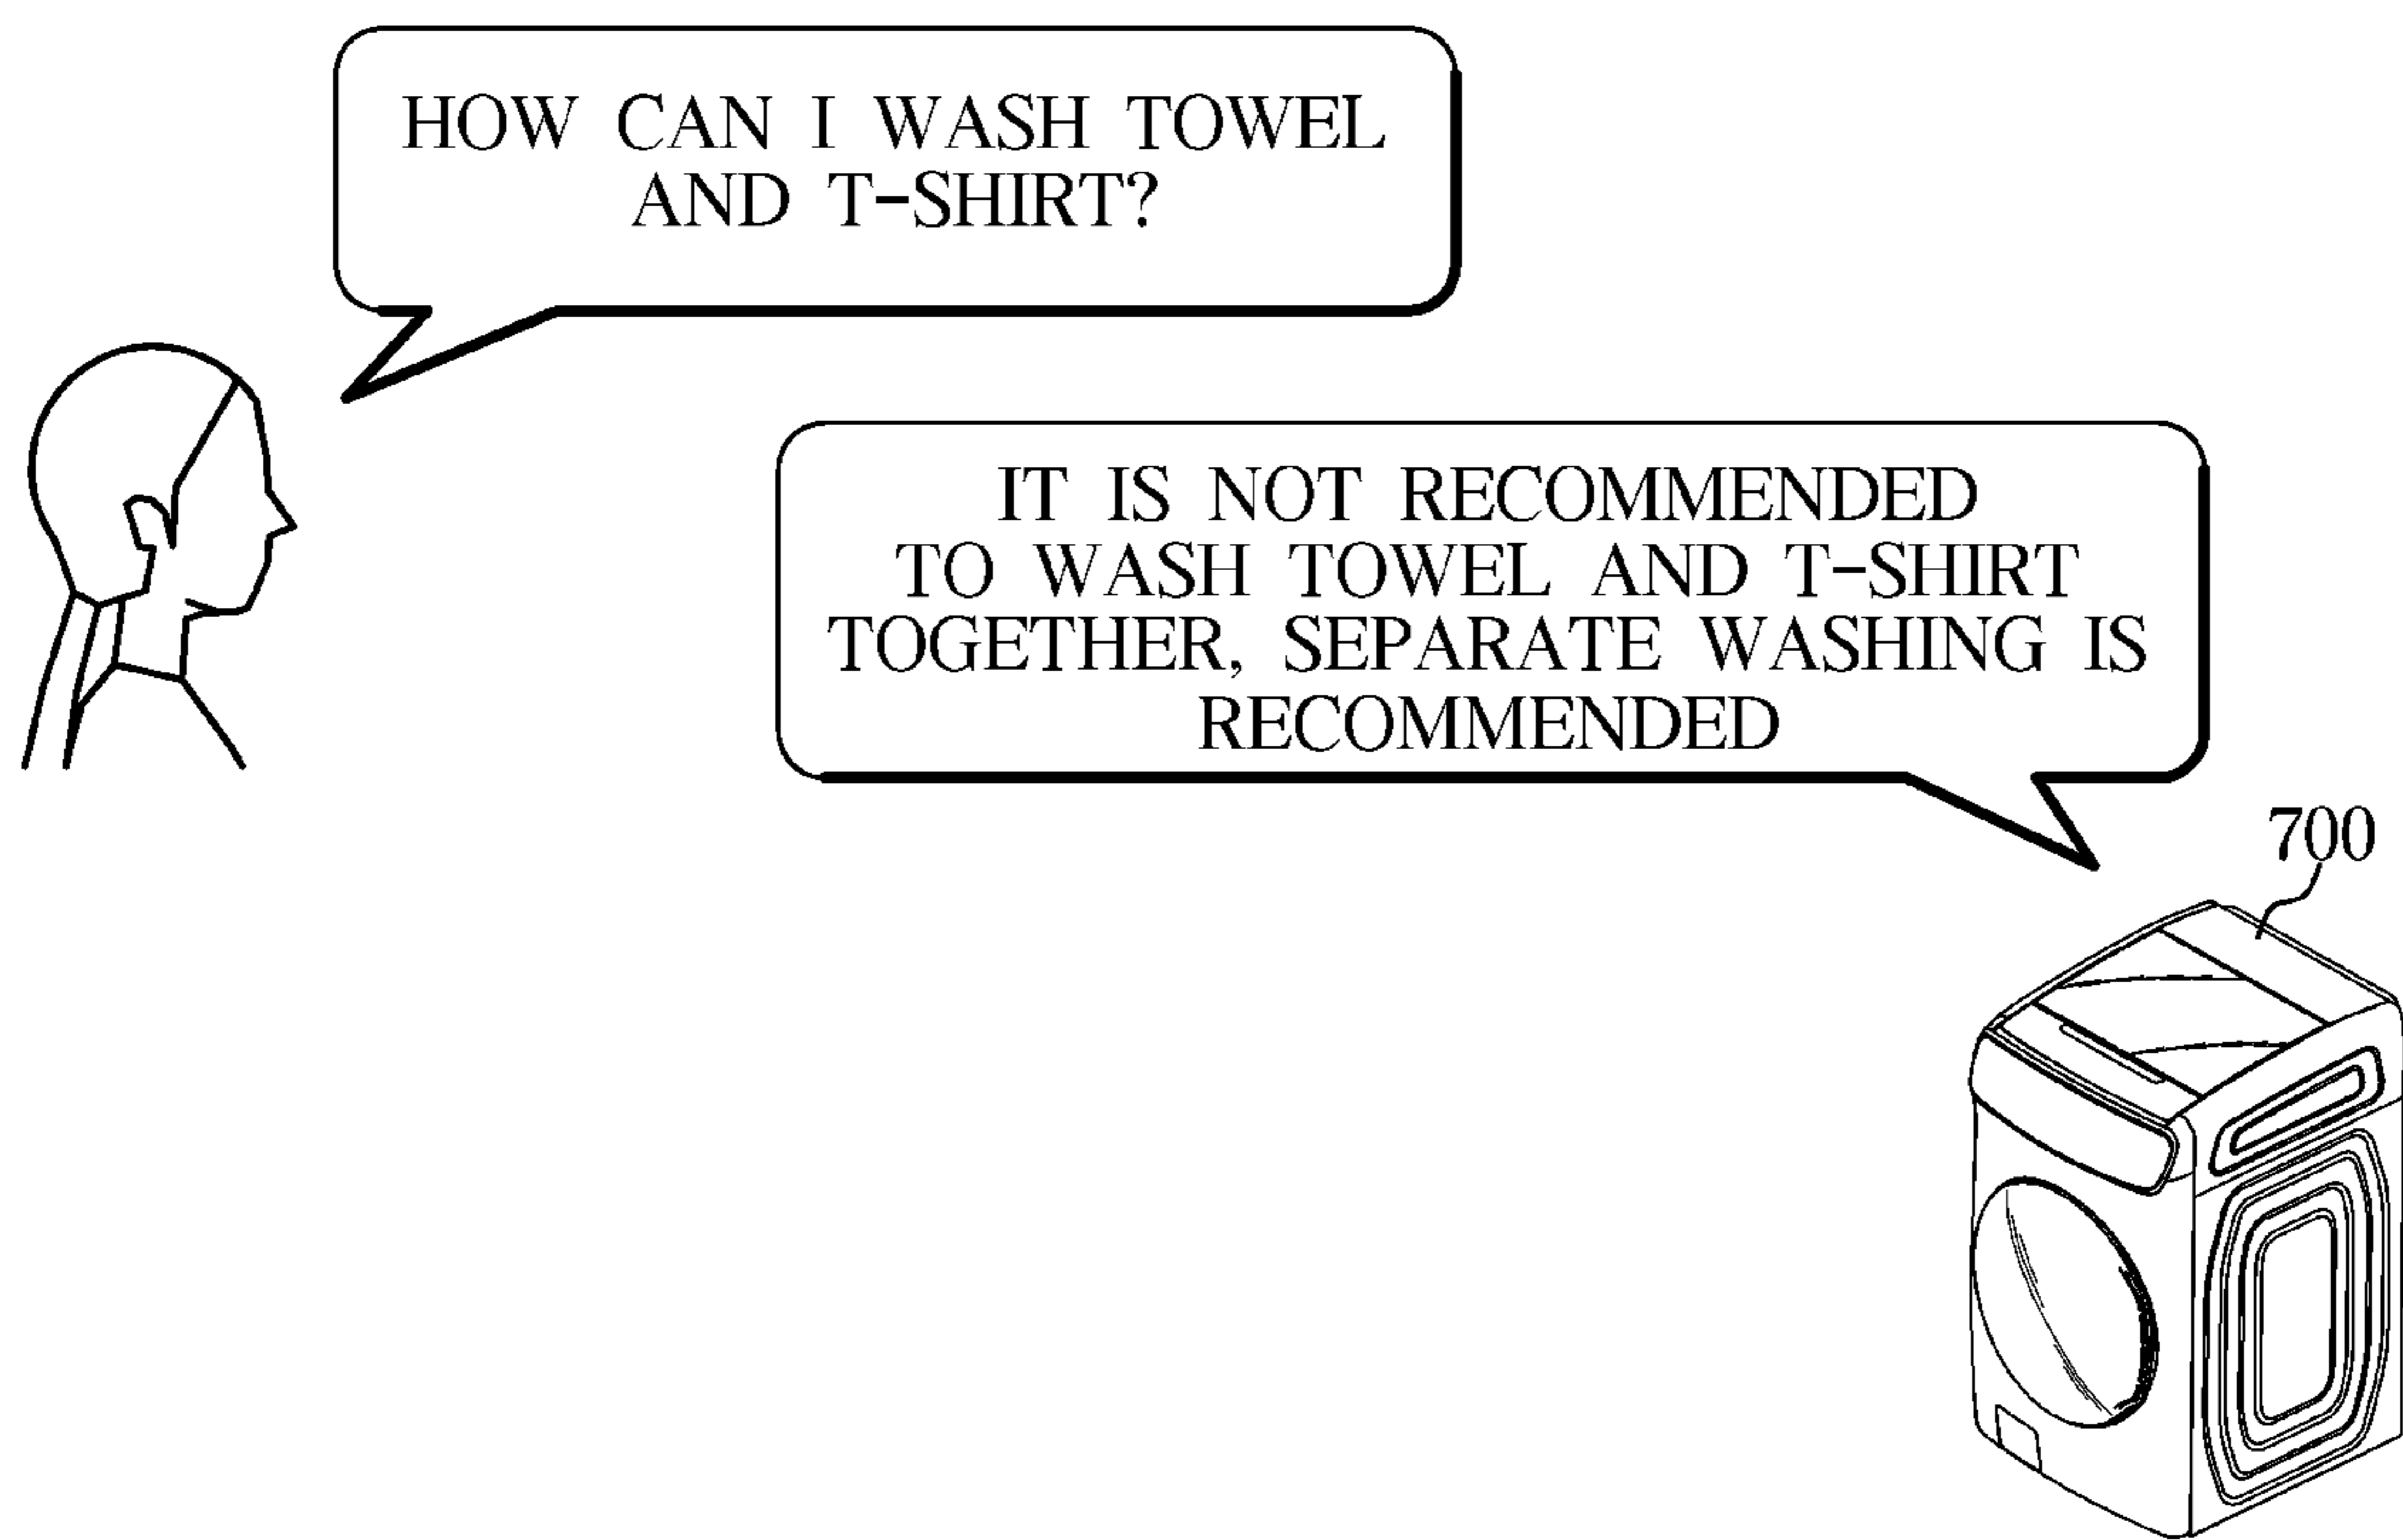 HOW CAN I WASH TOWEL
AND T-SHIRT?
IT IS NOT RECOMMENDED
TO WASH TOWEL AND T-SHIRT
TOGETHER, SEPARATE WASHING IS
RECOMMENDED
700